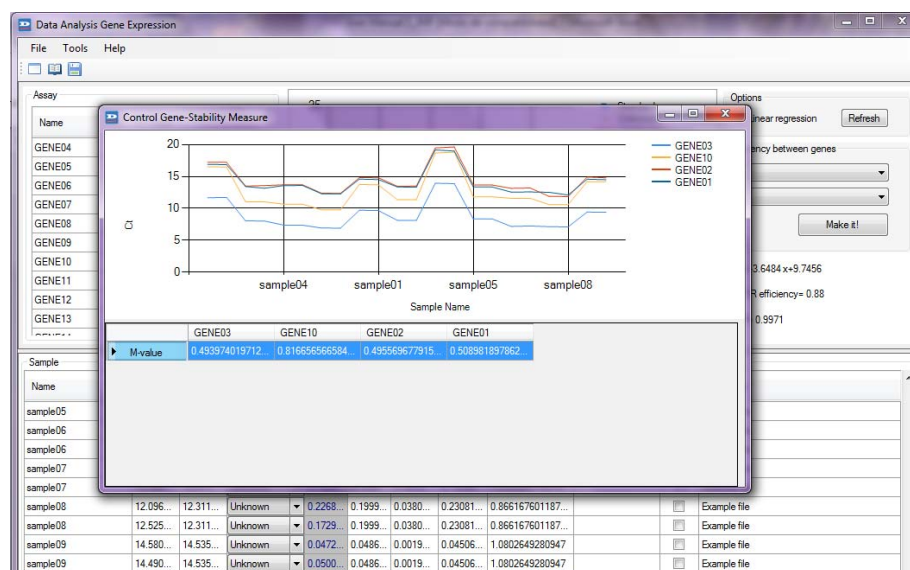 Data Analysis Gene Expression
File Tools Help
Assay
Name
GENE04
GENE05
GENE06
GENE07
GENE08
GENE09
GENE10
GENE11
GENE12
GENE13
25
Options
inear regression Refresh
ency between genes
Make it!
3.6484 x+9.7456
R efficiency= 0.88
0.9971
Control Gene-Stability Measure
20
15
10
5
0
Ct
sample04 sample01 sample05 sample08
Sample Name
GENE03
GENE10
GENE02
GENE01
GENE03 GENE10 GENE02 GENE01
M-value 0.493974019712... 0.816656566584... 0.495569677915... 0.508981897862...
Sample
Name
sample05
sample06
sample06
sample07
sample07
sample08 12.096... 12.311... Unknown 0.2268... 0.1999... 0.0380... 0.23081... 0.866167601187... Example file
sample08 12.525... 12.311... Unknown 0.1729... 0.1999... 0.0380... 0.23081... 0.866167601187... Example file
sample09 14.580... 14.535... Unknown 0.0472... 0.0486... 0.0019... 0.04506... 1.0802649280947 Example file
sample09 14.490... 14.535... Unknown 0.0500... 0.0486... 0.0019... 0.04506... 1.0802649280947 Example file